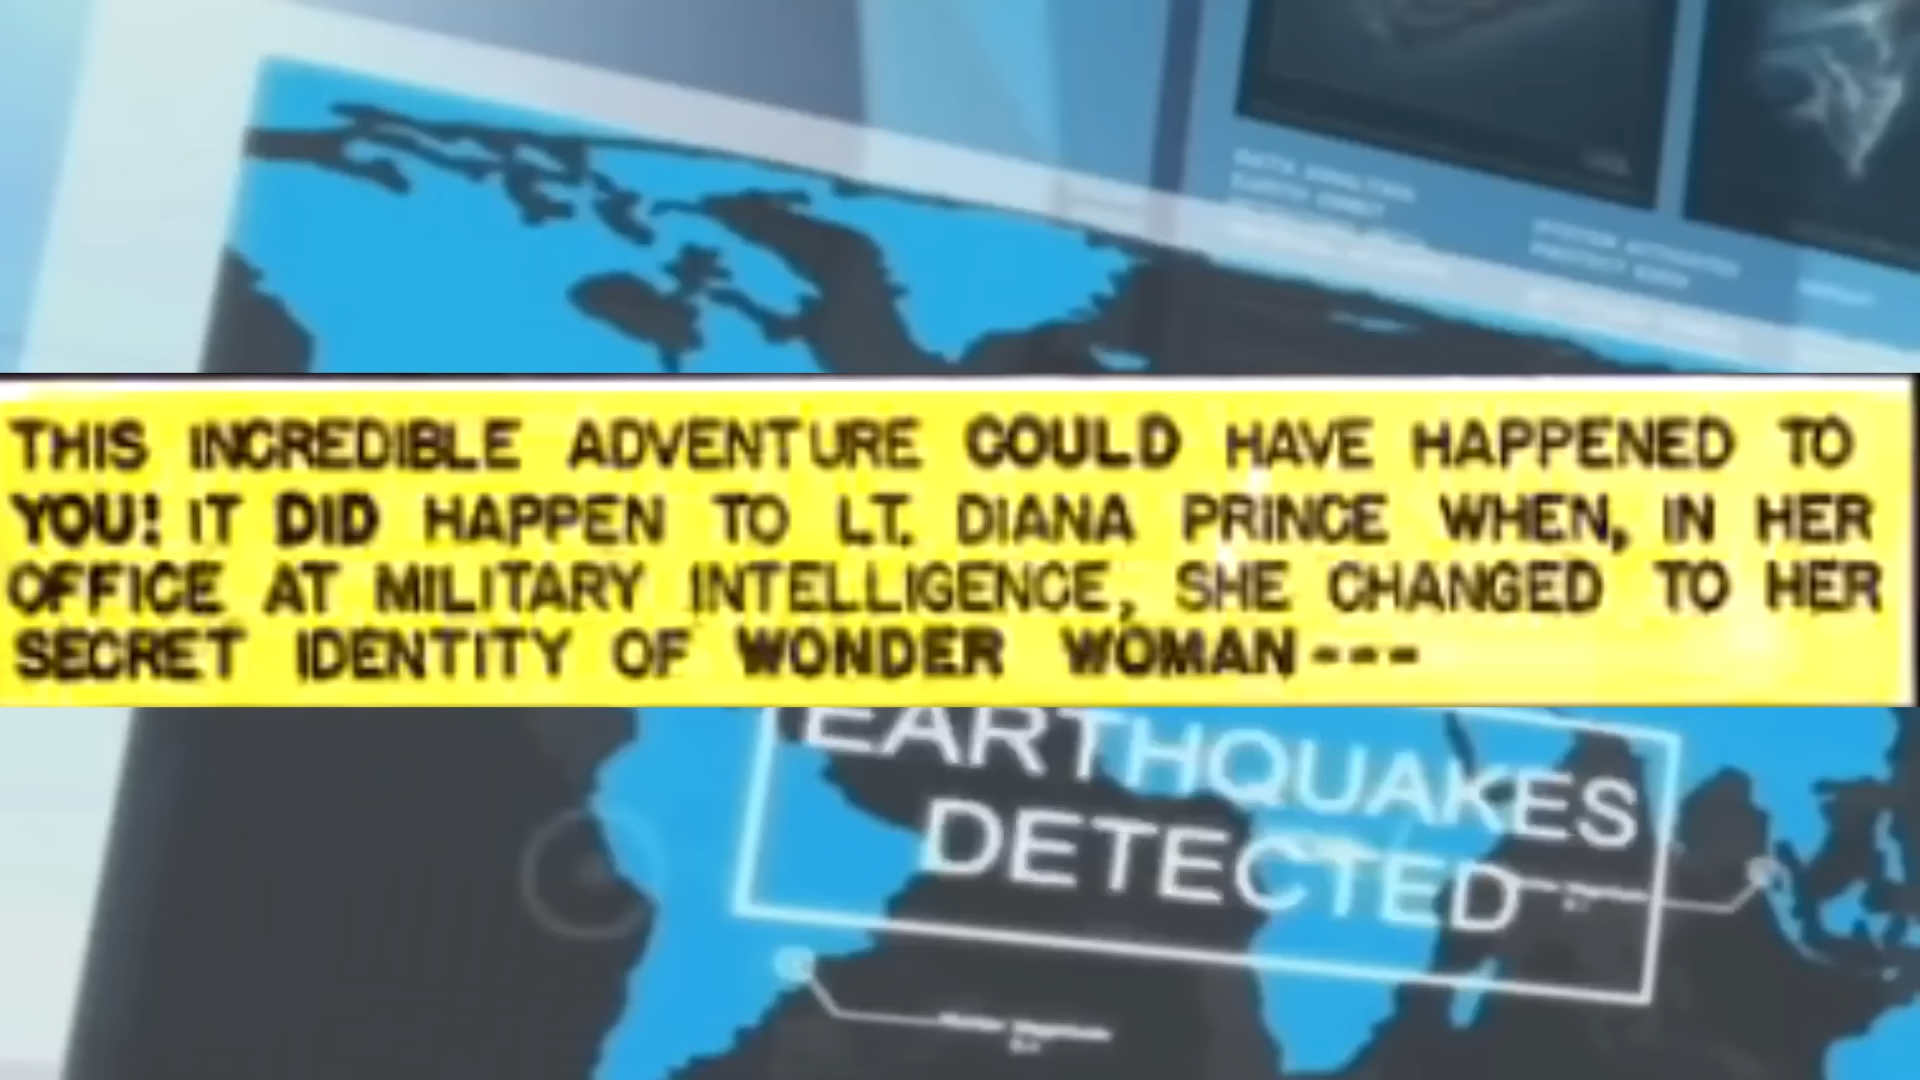 THIS INCREDIBLE ADVENTURE COULD HAVE HAPPENED TO
YOU! IT DID HAPPEN TO LT. DIANA PRINCE WHEN, IN HER
OFFICE AT MILITARY INTELLIGENCE, SHE CHANGED TO HER
SECRET IDENTITY OF WONDER WOMAN---
EARTHQUAKES
DETECTED